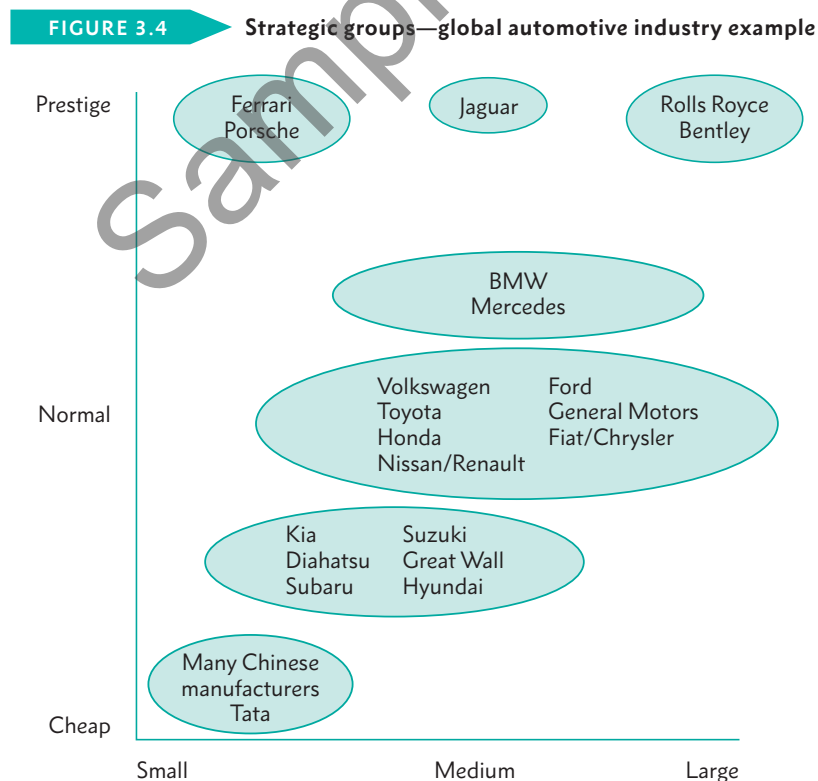 FIGURE 3.4 Strategic groups—global automotive industry example
Prestige
Ferrari
Porsche
Jaguar
Rolls Royce
Bentley
BMW
Mercedes
Normal
Volkswagen Ford
Toyota General Motors
Honda Fiat/Chrysler
Nissan/Renault
Kia Suzuki
Diahatsu Great Wall
Subaru Hyundai
Many Chinese
manufacturers
Tata
Cheap
Small Medium Large
Sampl